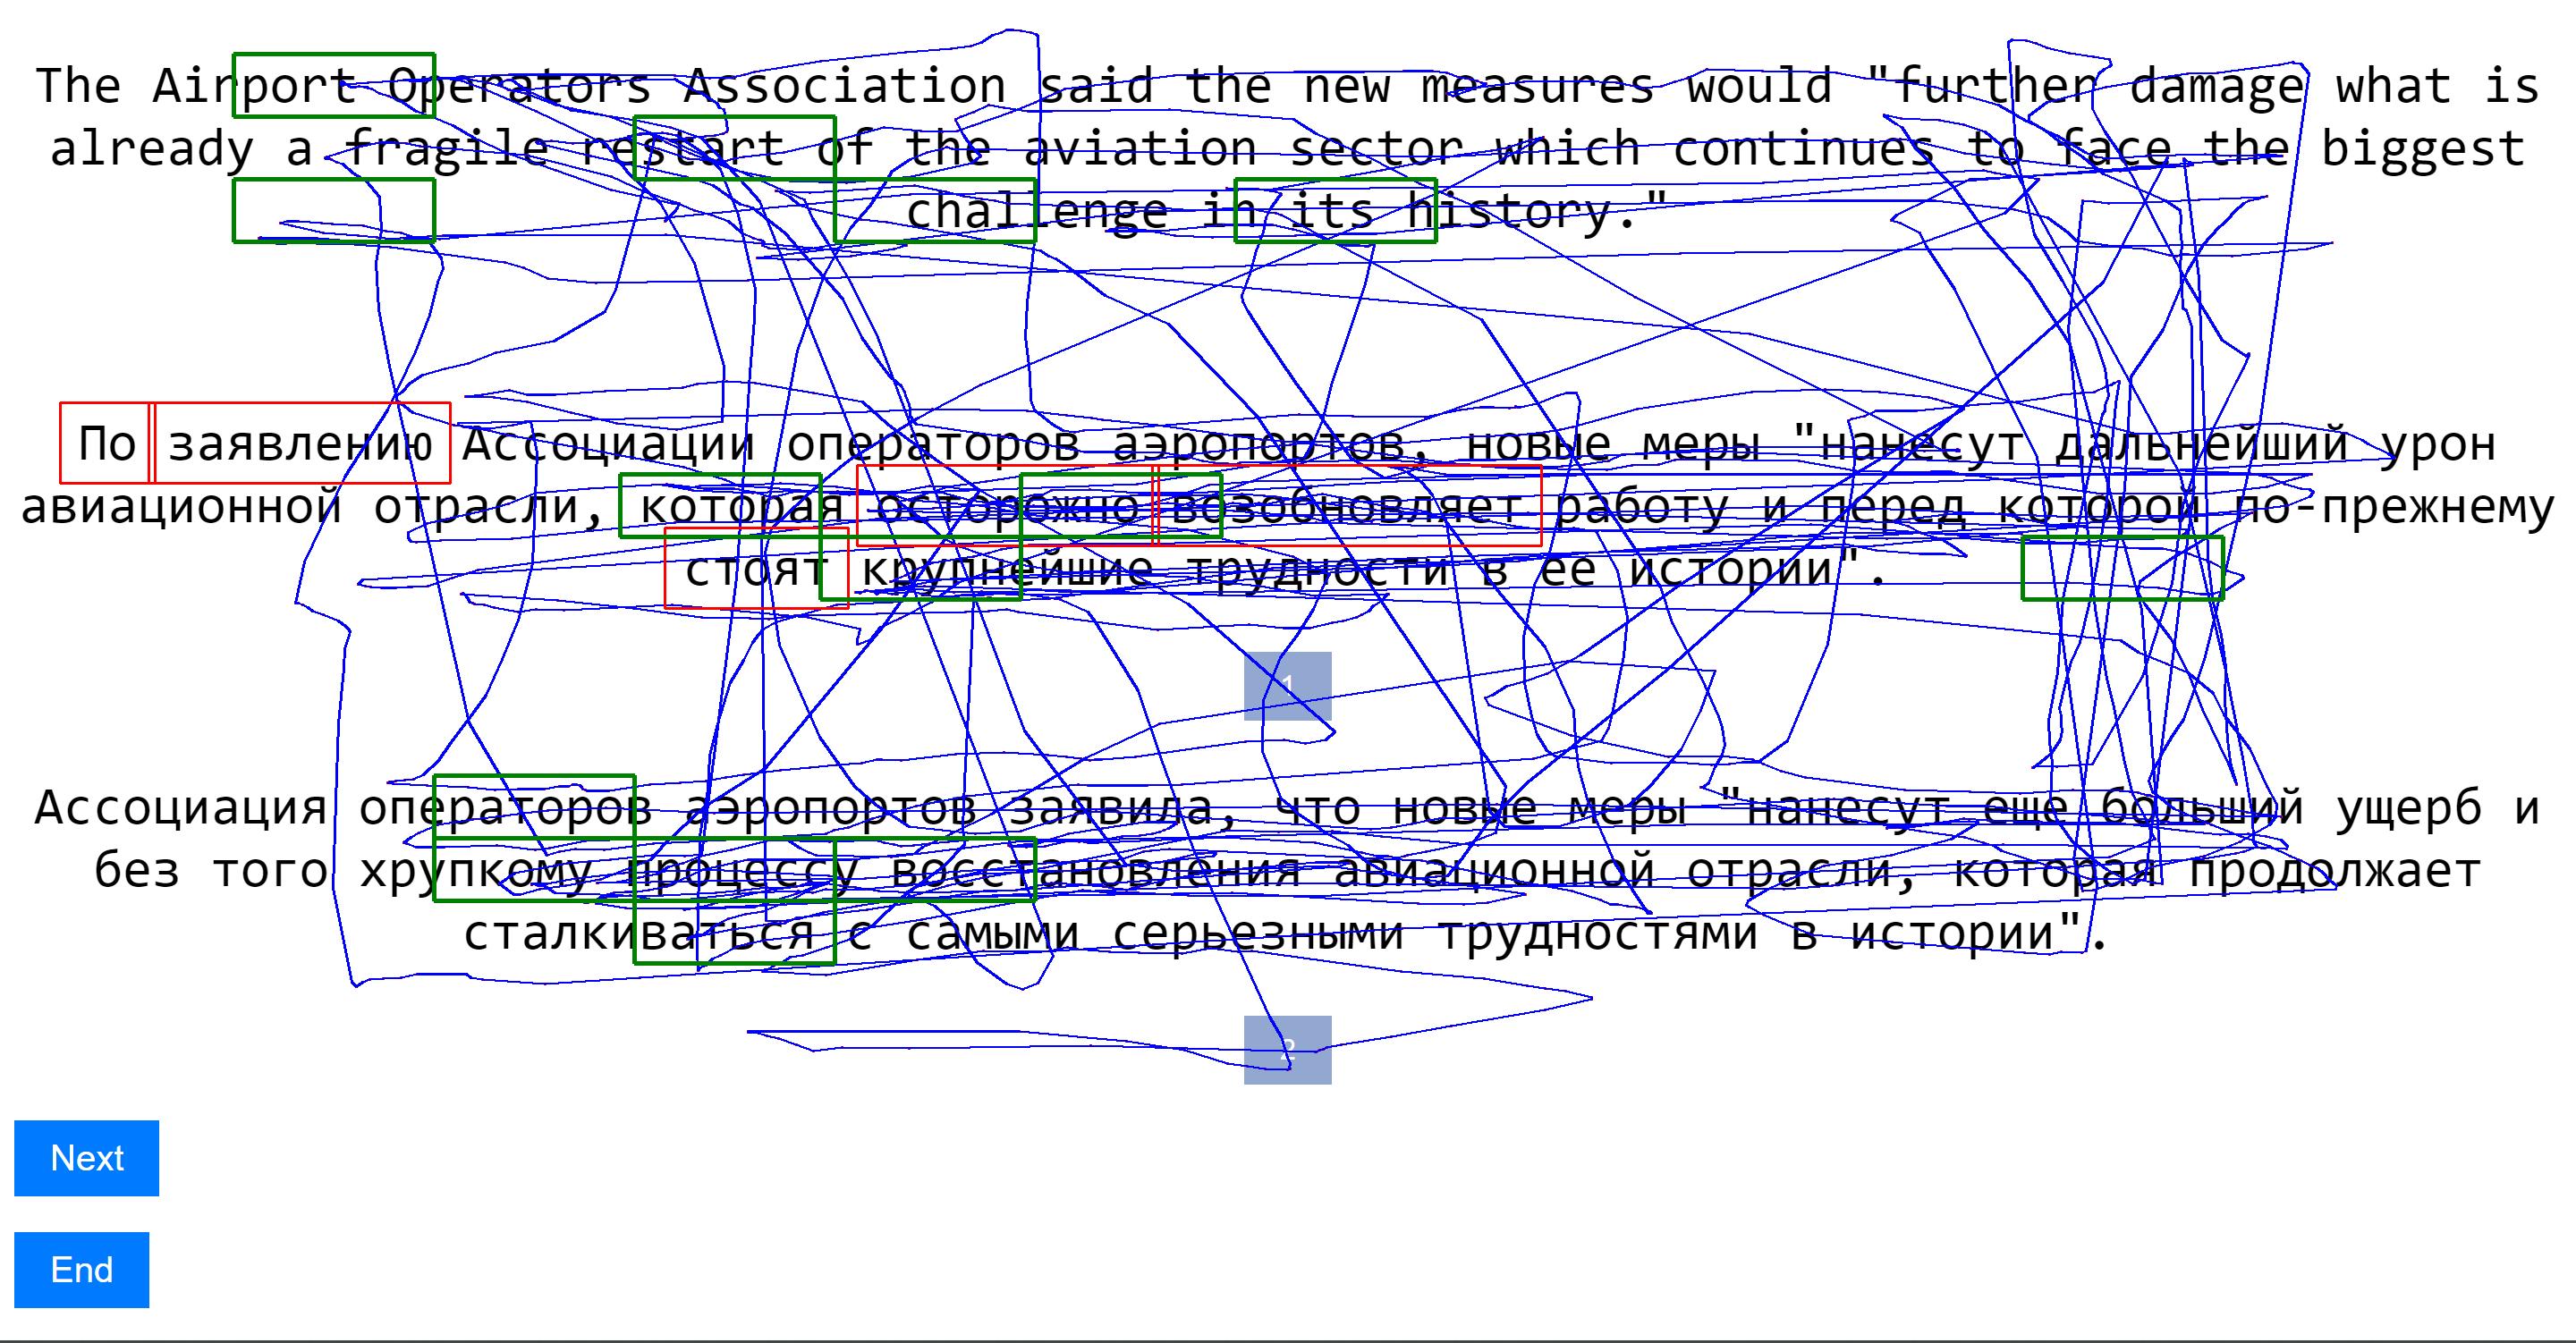 The Airport Operators Association said the new measures would "further damage what is
already a fragile restart of the aviation sector which continues to face the biggest
challenge in its history."
По заявлению Ассоциации операторов аэропортов, новые меры "нанесут дальнейший урон
авиационной отрасли, которая осторожно возобновляет работу и перед которой по-прежнему
стоят крупнейшие трудности в ее истории".
1
Ассоциация операторов аэропортов заявила, что новые меры "нанесут еще больший ущерб и
без того хрупкому процессу восстановления авиационной отрасли, которая продолжает
сталкиваться с самыми серьезными трудностями в истории".
2
Next
End